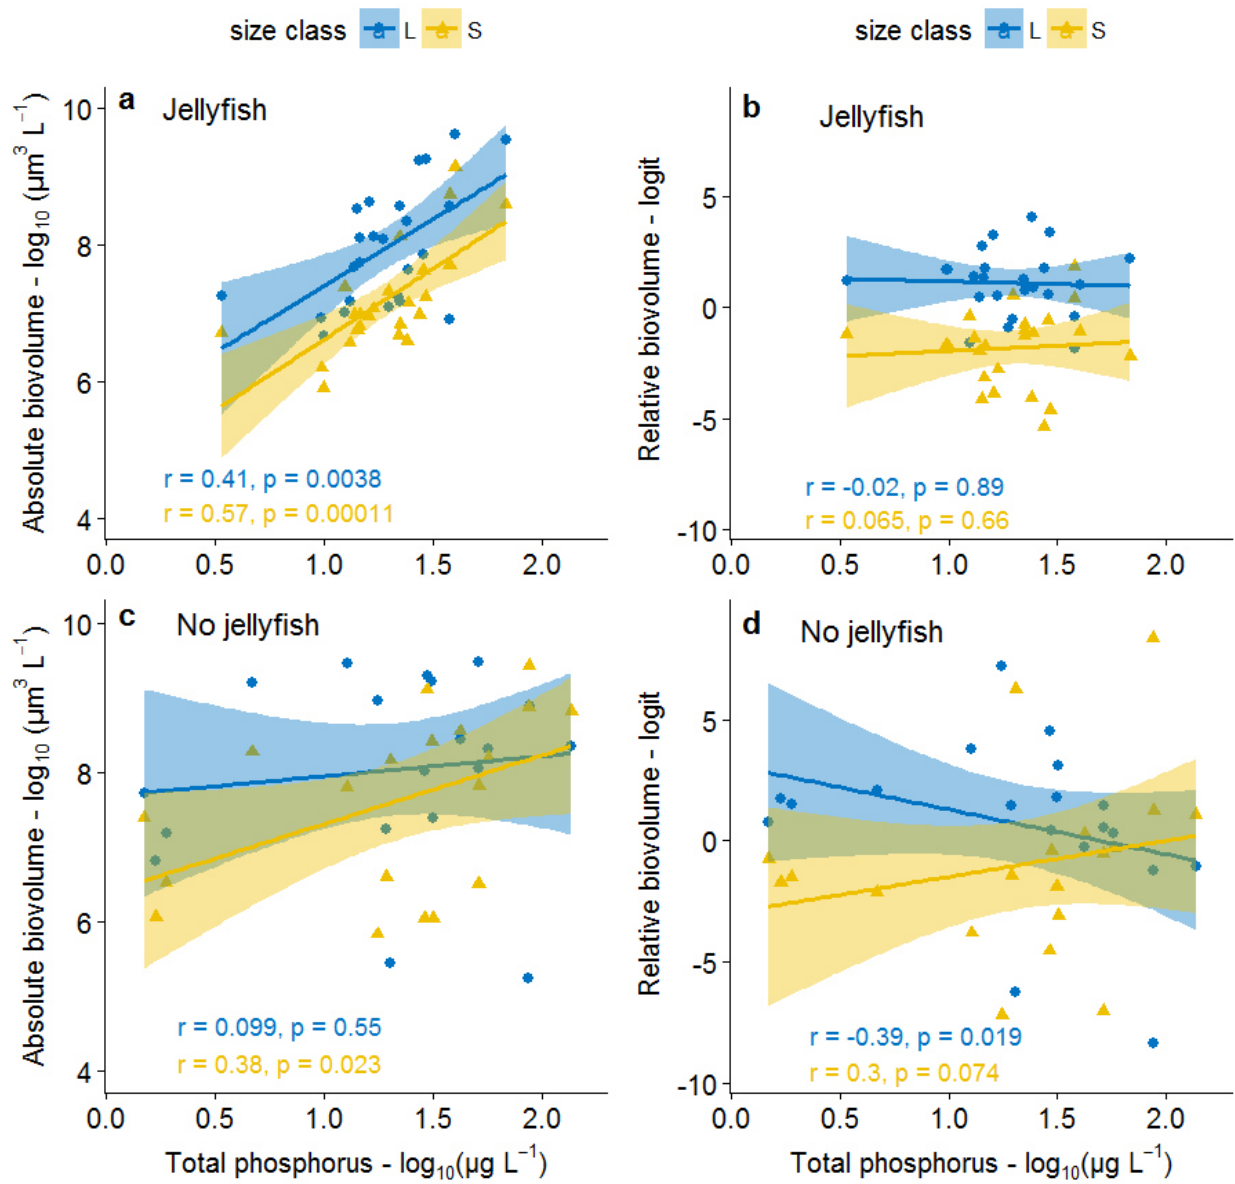 size class L S
size class L S
a Jellyfish
Absolute biovolume - log₁₀ (µm³ L⁻¹)
10
8
6
4
r = 0.41, p = 0.0038
r = 0.57, p = 0.00011
0.0 0.5 1.0 1.5 2.0
b Jellyfish
Relative biovolume - logit
5
0
-5
-10
r = -0.02, p = 0.89
r = 0.065, p = 0.66
0.0 0.5 1.0 1.5 2.0
c No jellyfish
Absolute biovolume - log₁₀ (µm³ L⁻¹)
10
8
6
4
r = 0.099, p = 0.55
r = 0.38, p = 0.023
0.0 0.5 1.0 1.5 2.0
Total phosphorus - log₁₀(µg L⁻¹)
d No jellyfish
Relative biovolume - logit
5
0
-5
-10
r = -0.39, p = 0.019
r = 0.3, p = 0.074
0.0 0.5 1.0 1.5 2.0
Total phosphorus - log₁₀(µg L⁻¹)